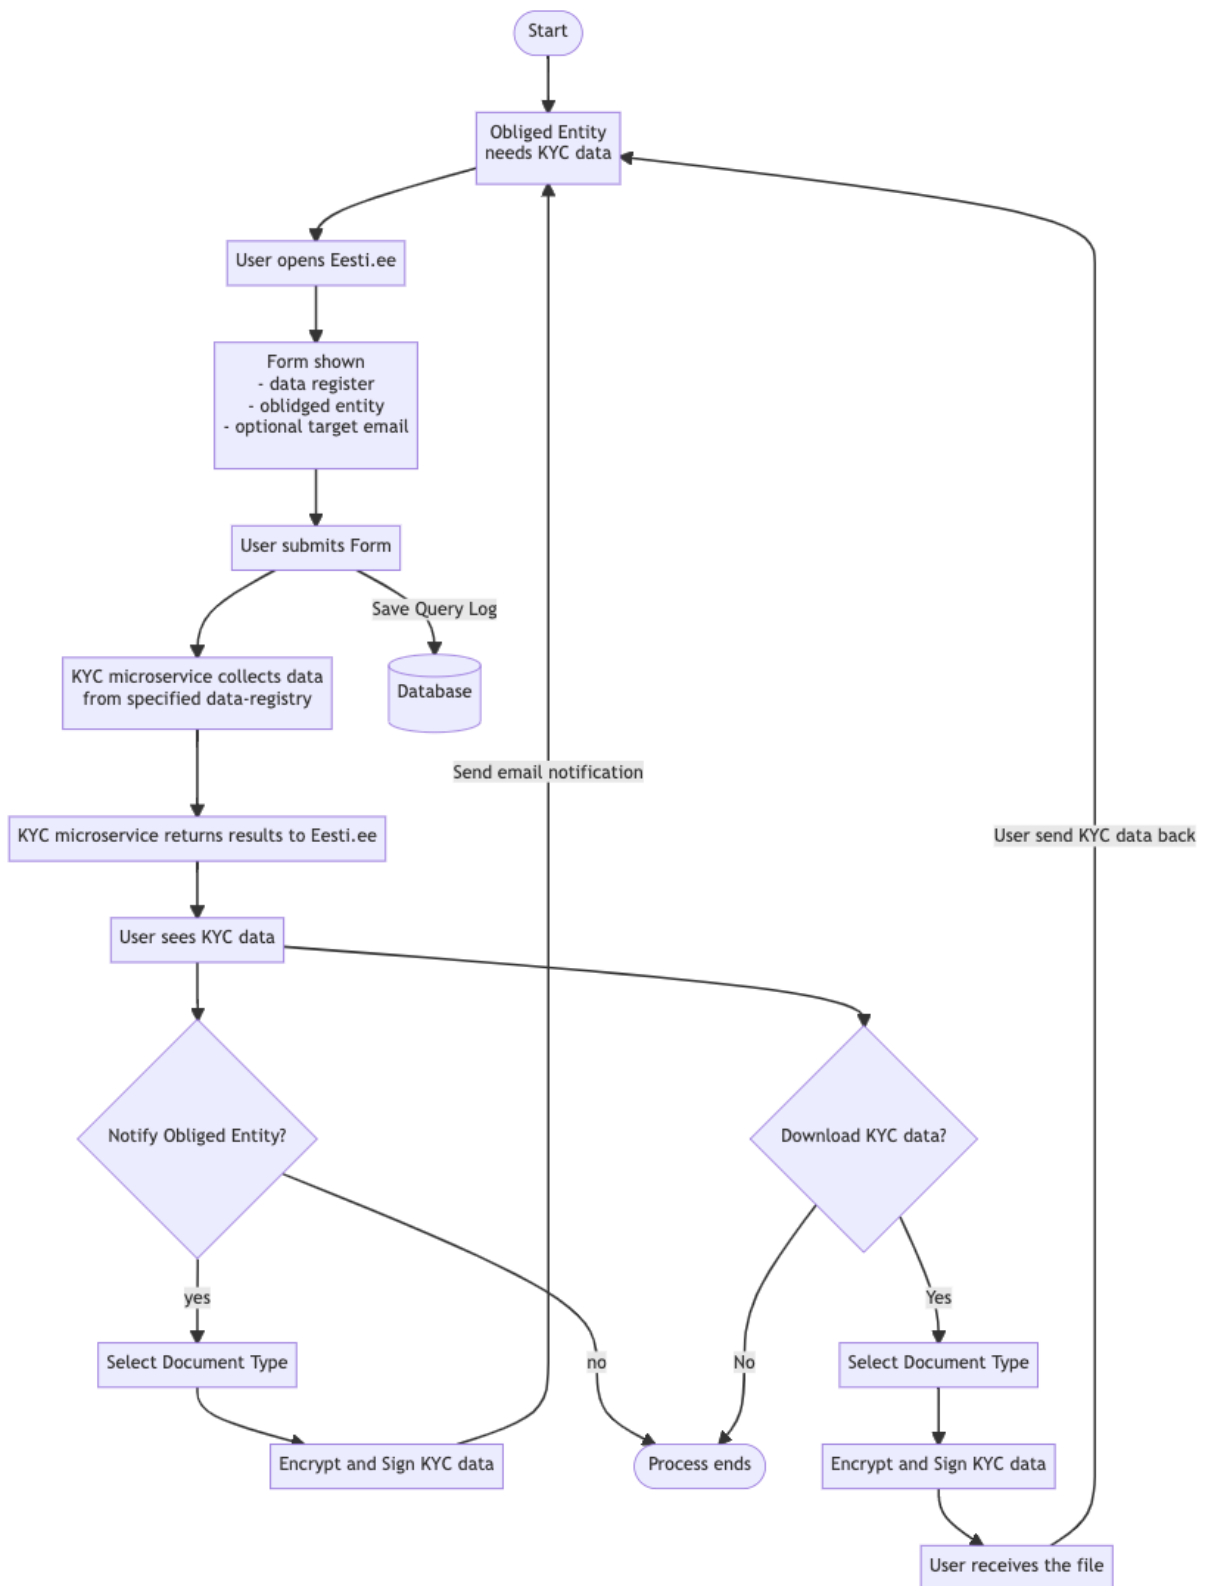 Start
Obliged Entity
needs KYC data
User opens Eesti.ee
Form shown
- data register
- oblidged entity
- optional target email
User submits Form
Save Query Log
KYC microservice collects data
from specified data-registry
Database
Send email notification
KYC microservice returns results to Eesti.ee
User send KYC data back
User sees KYC data
Notify Obliged Entity?
Download KYC data?
yes
Yes
Select Document Type
no
No
Select Document Type
Encrypt and Sign KYC data
Process ends
Encrypt and Sign KYC data
User receives the file